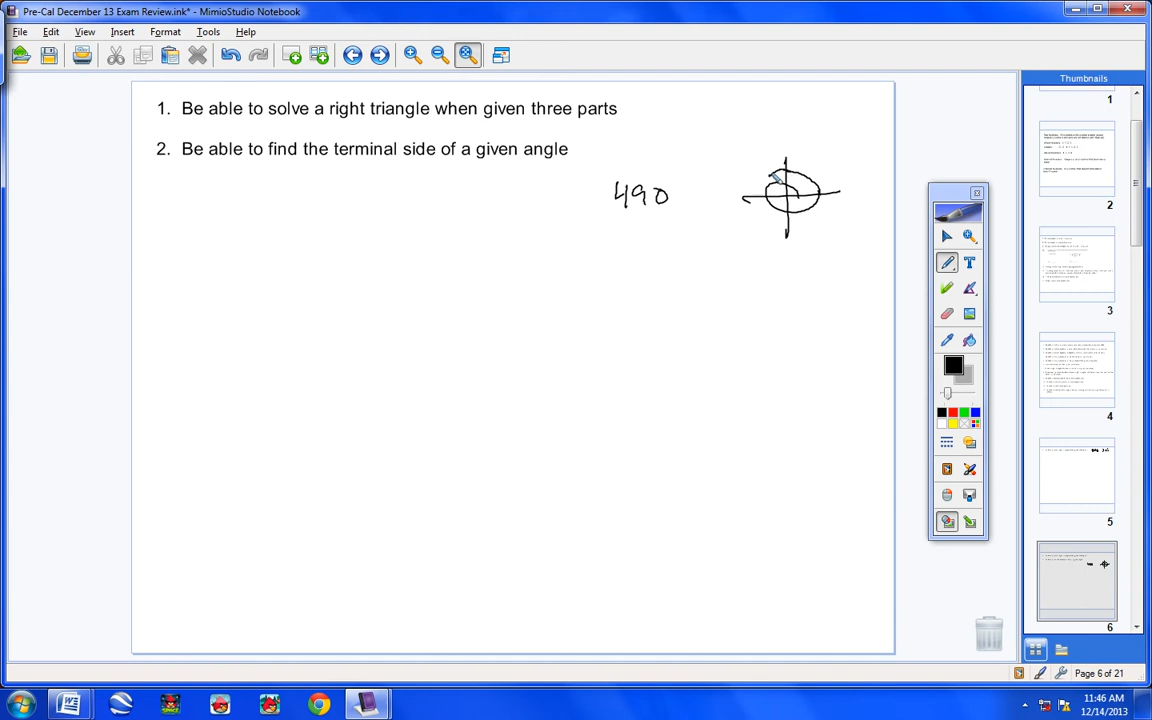 Pre-Cal December 13 Exam Review.ink* - MimioStudio Notebook
File Edit View Insert Format Tools Help
Thumbnails
1. Be able to solve a right triangle when given three parts
2. Be able to find the terminal side of a given angle
490
1
2
3
4
5
6
Page 6 of 21
11:46 AM
12/14/2013